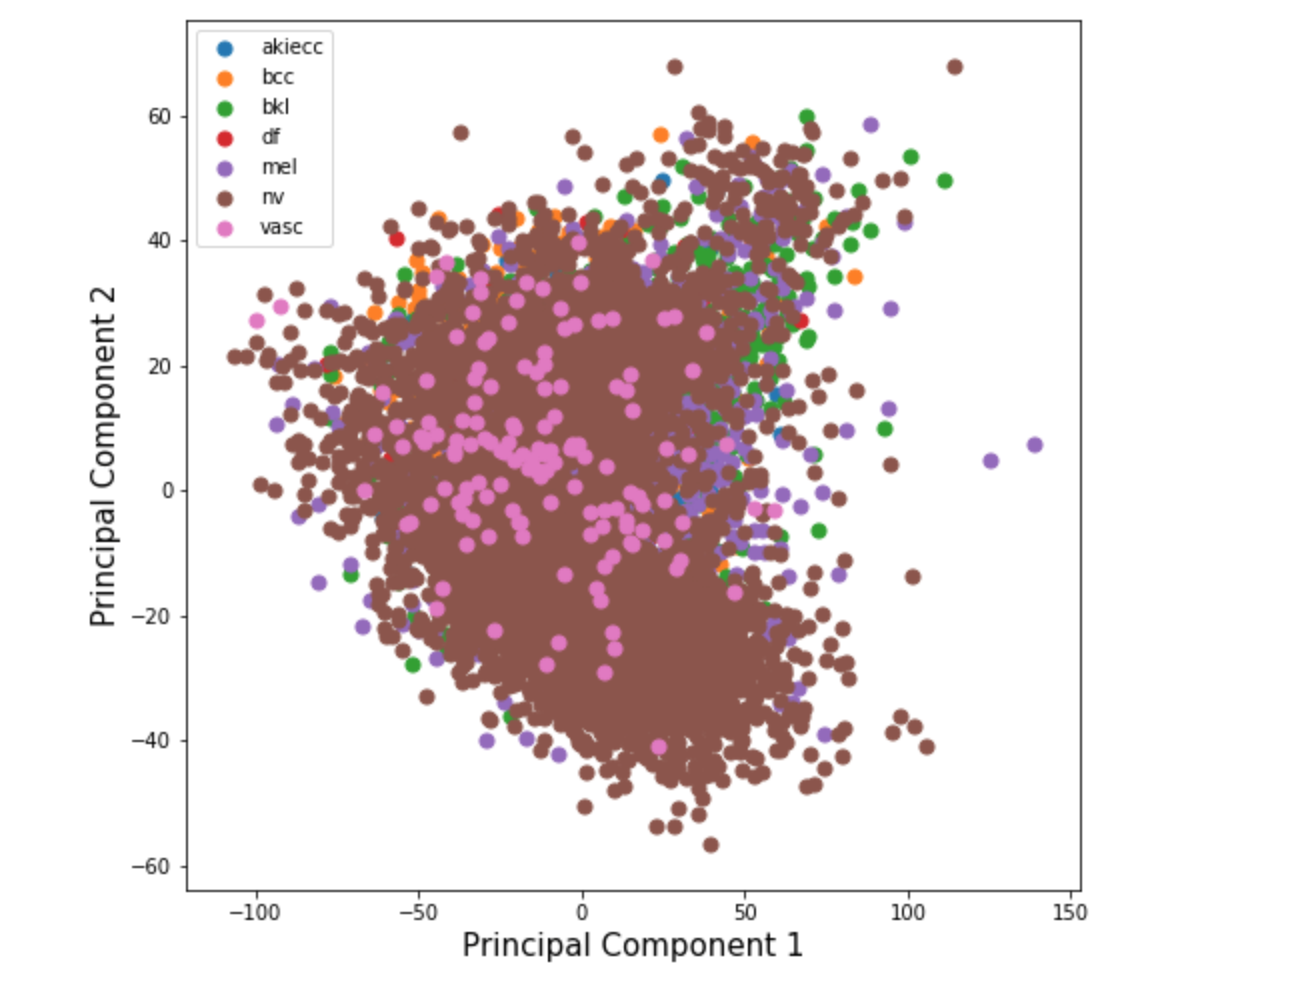 akiecc
bcc
bkl
df
mel
nv
vasc
Principal Component 2
60
40
20
0
−20
−40
−60
−100
−50
0
50
100
150
Principal Component 1